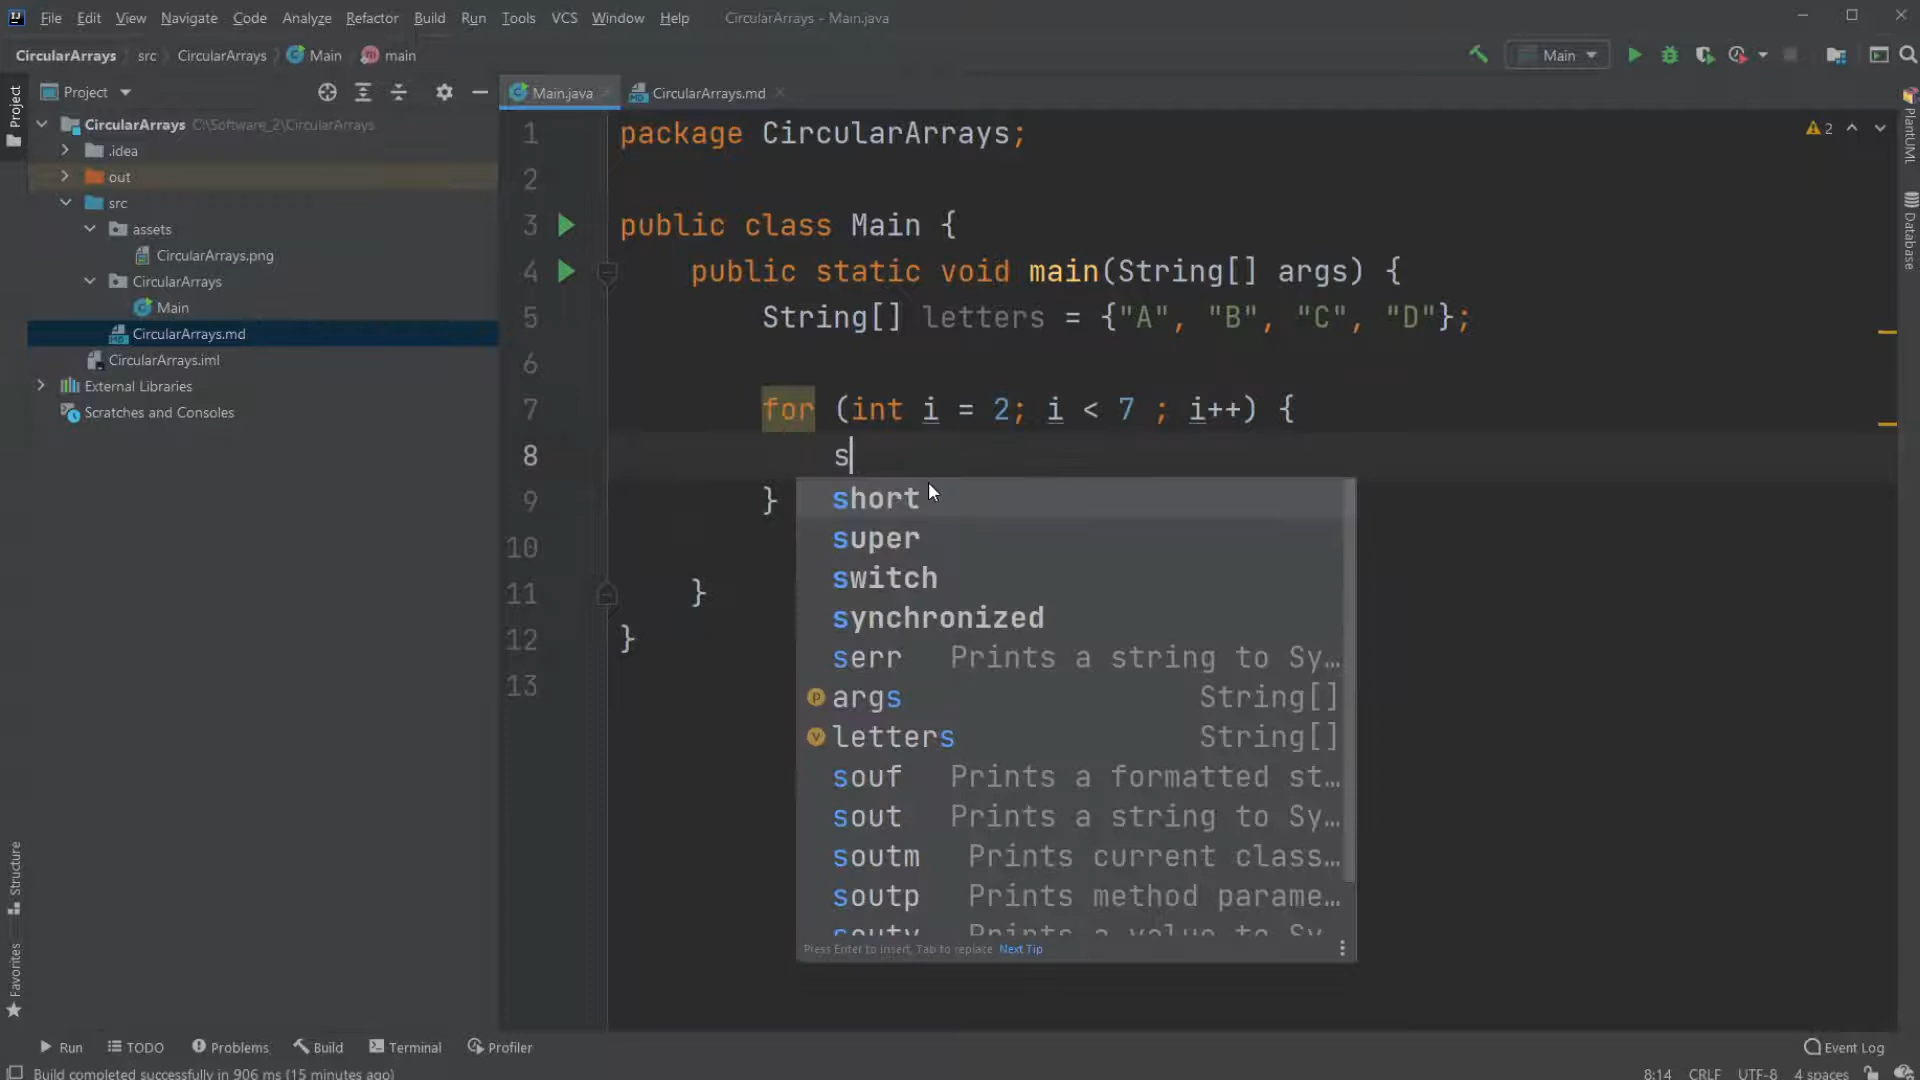 File Edit View Navigate Code Analyze Refactor Build Run Tools VCS Window Help CircularArrays – Main.java
CircularArrays src CircularArrays Main main Main
Project
Main.java CircularArrays.md
CircularArrays C:\Software_2\CircularArrays
.idea
out
src
assets
CircularArrays.png
CircularArrays
Main
CircularArrays.md
CircularArrays.iml
External Libraries
Scratches and Consoles
Project
Structure
Favorites
1 package CircularArrays;
2
3 public class Main {
4 public static void main(String[] args) {
5 String[] letters = {"A", "B", "C", "D"};
6
7 for (int i = 2; i < 7 ; i++) {
8 s
9 }
10
11 }
12 }
13
2
short
super
switch
synchronized
serr Prints a string to Sy…
args String[]
letters String[]
souf Prints a formatted st…
sout Prints a string to Sy…
soutm Prints current class…
soutp Prints method parame…
soutv Prints a value to Sy
Press Enter to insert, Tab to replace Next Tip
PlantUML
Database
Run TODO Problems Build Terminal Profiler Event Log
Build completed successfully in 906 ms (15 minutes ago) 8:14 CRLF UTF-8 4 spaces